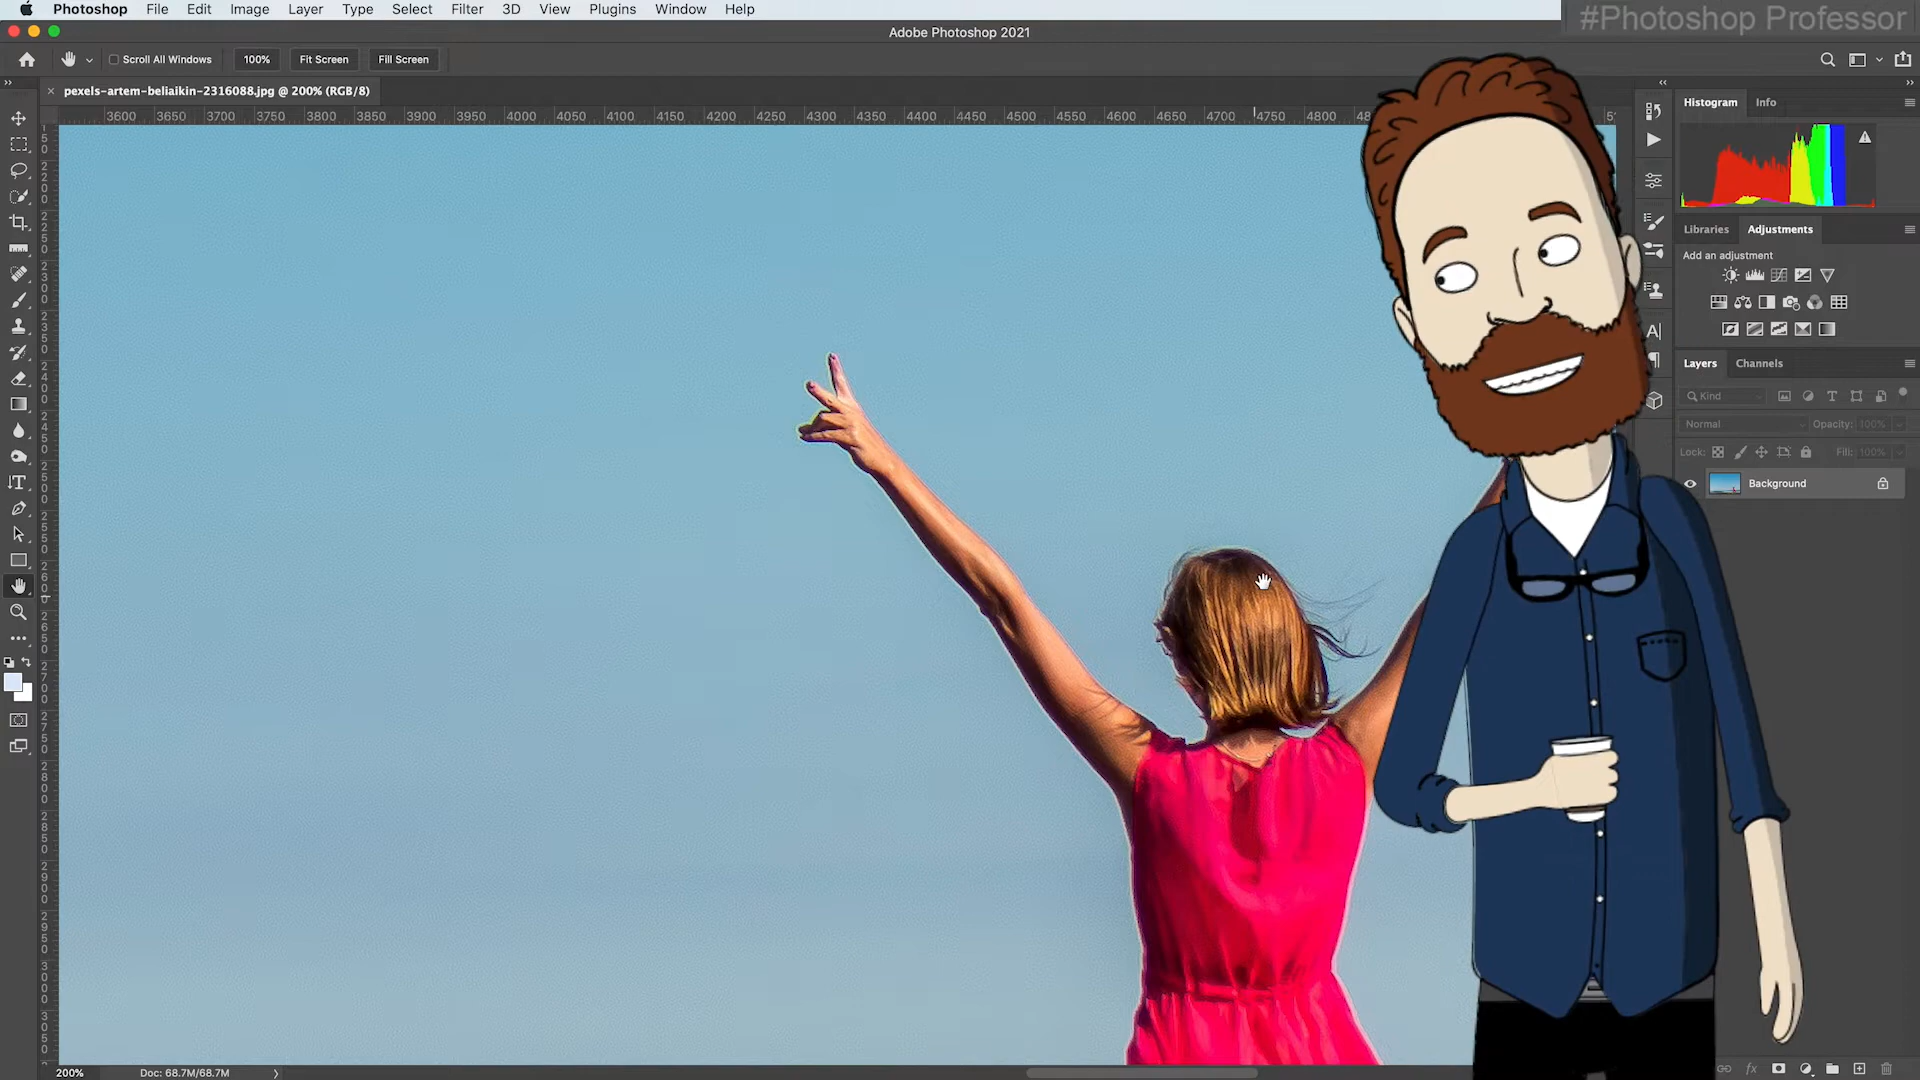 Photoshop File Edit Image Layer Type Select Filter 3D View Plugins Window Help
#Photoshop Professor
Adobe Photoshop 2021
Scroll All Windows 100% Fit Screen Fill Screen
pexels-artem-beliaikin-2316088.jpg @ 200% (RGB/8)
3600 3650 3700 3750 3800 3850 3900 3950 4000 4050 4100 4150 4200 4250 4300 4350 4400 4450 4500 4550 4600 4650 4700 4750 4800
Histogram Info
Libraries Adjustments
Add an adjustment
Layers Channels
Kind
Normal Opacity: 100%
Lock: Fill: 100%
Background
200% Doc: 68.7M/68.7M